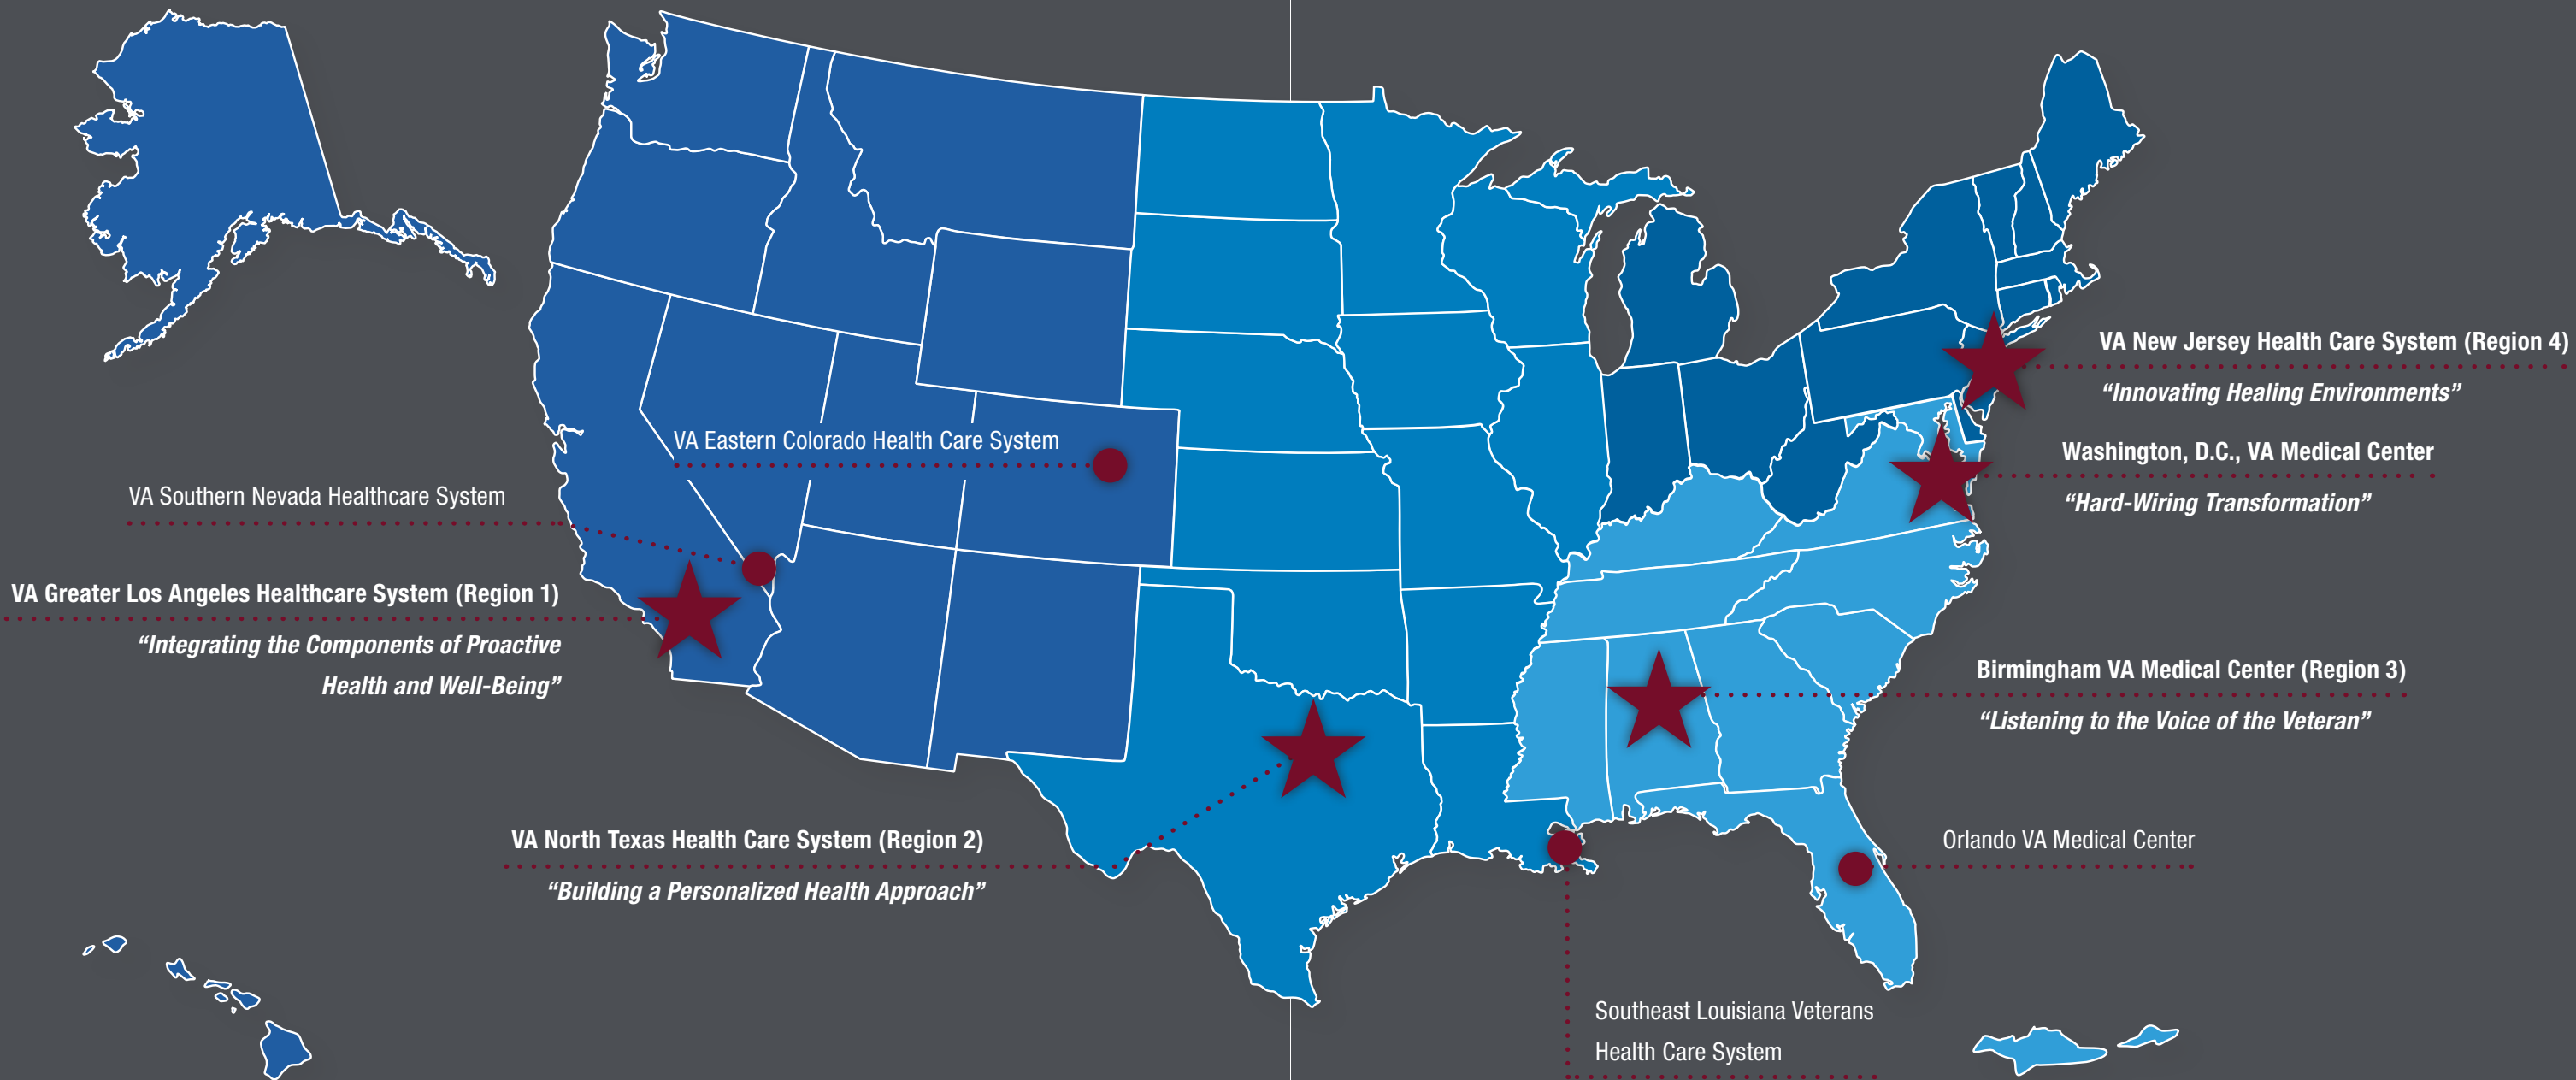 VA New Jersey Health Care System (Region 4)
“Innovating Healing Environments”
VA Eastern Colorado Health Care System
Washington, D.C., VA Medical Center
“Hard-Wiring Transformation”
VA Southern Nevada Healthcare System
VA Greater Los Angeles Healthcare System (Region 1)
“Integrating the Components of Proactive
Health and Well-Being”
Birmingham VA Medical Center (Region 3)
“Listening to the Voice of the Veteran”
VA North Texas Health Care System (Region 2)
“Building a Personalized Health Approach”
Orlando VA Medical Center
Southeast Louisiana Veterans
Health Care System